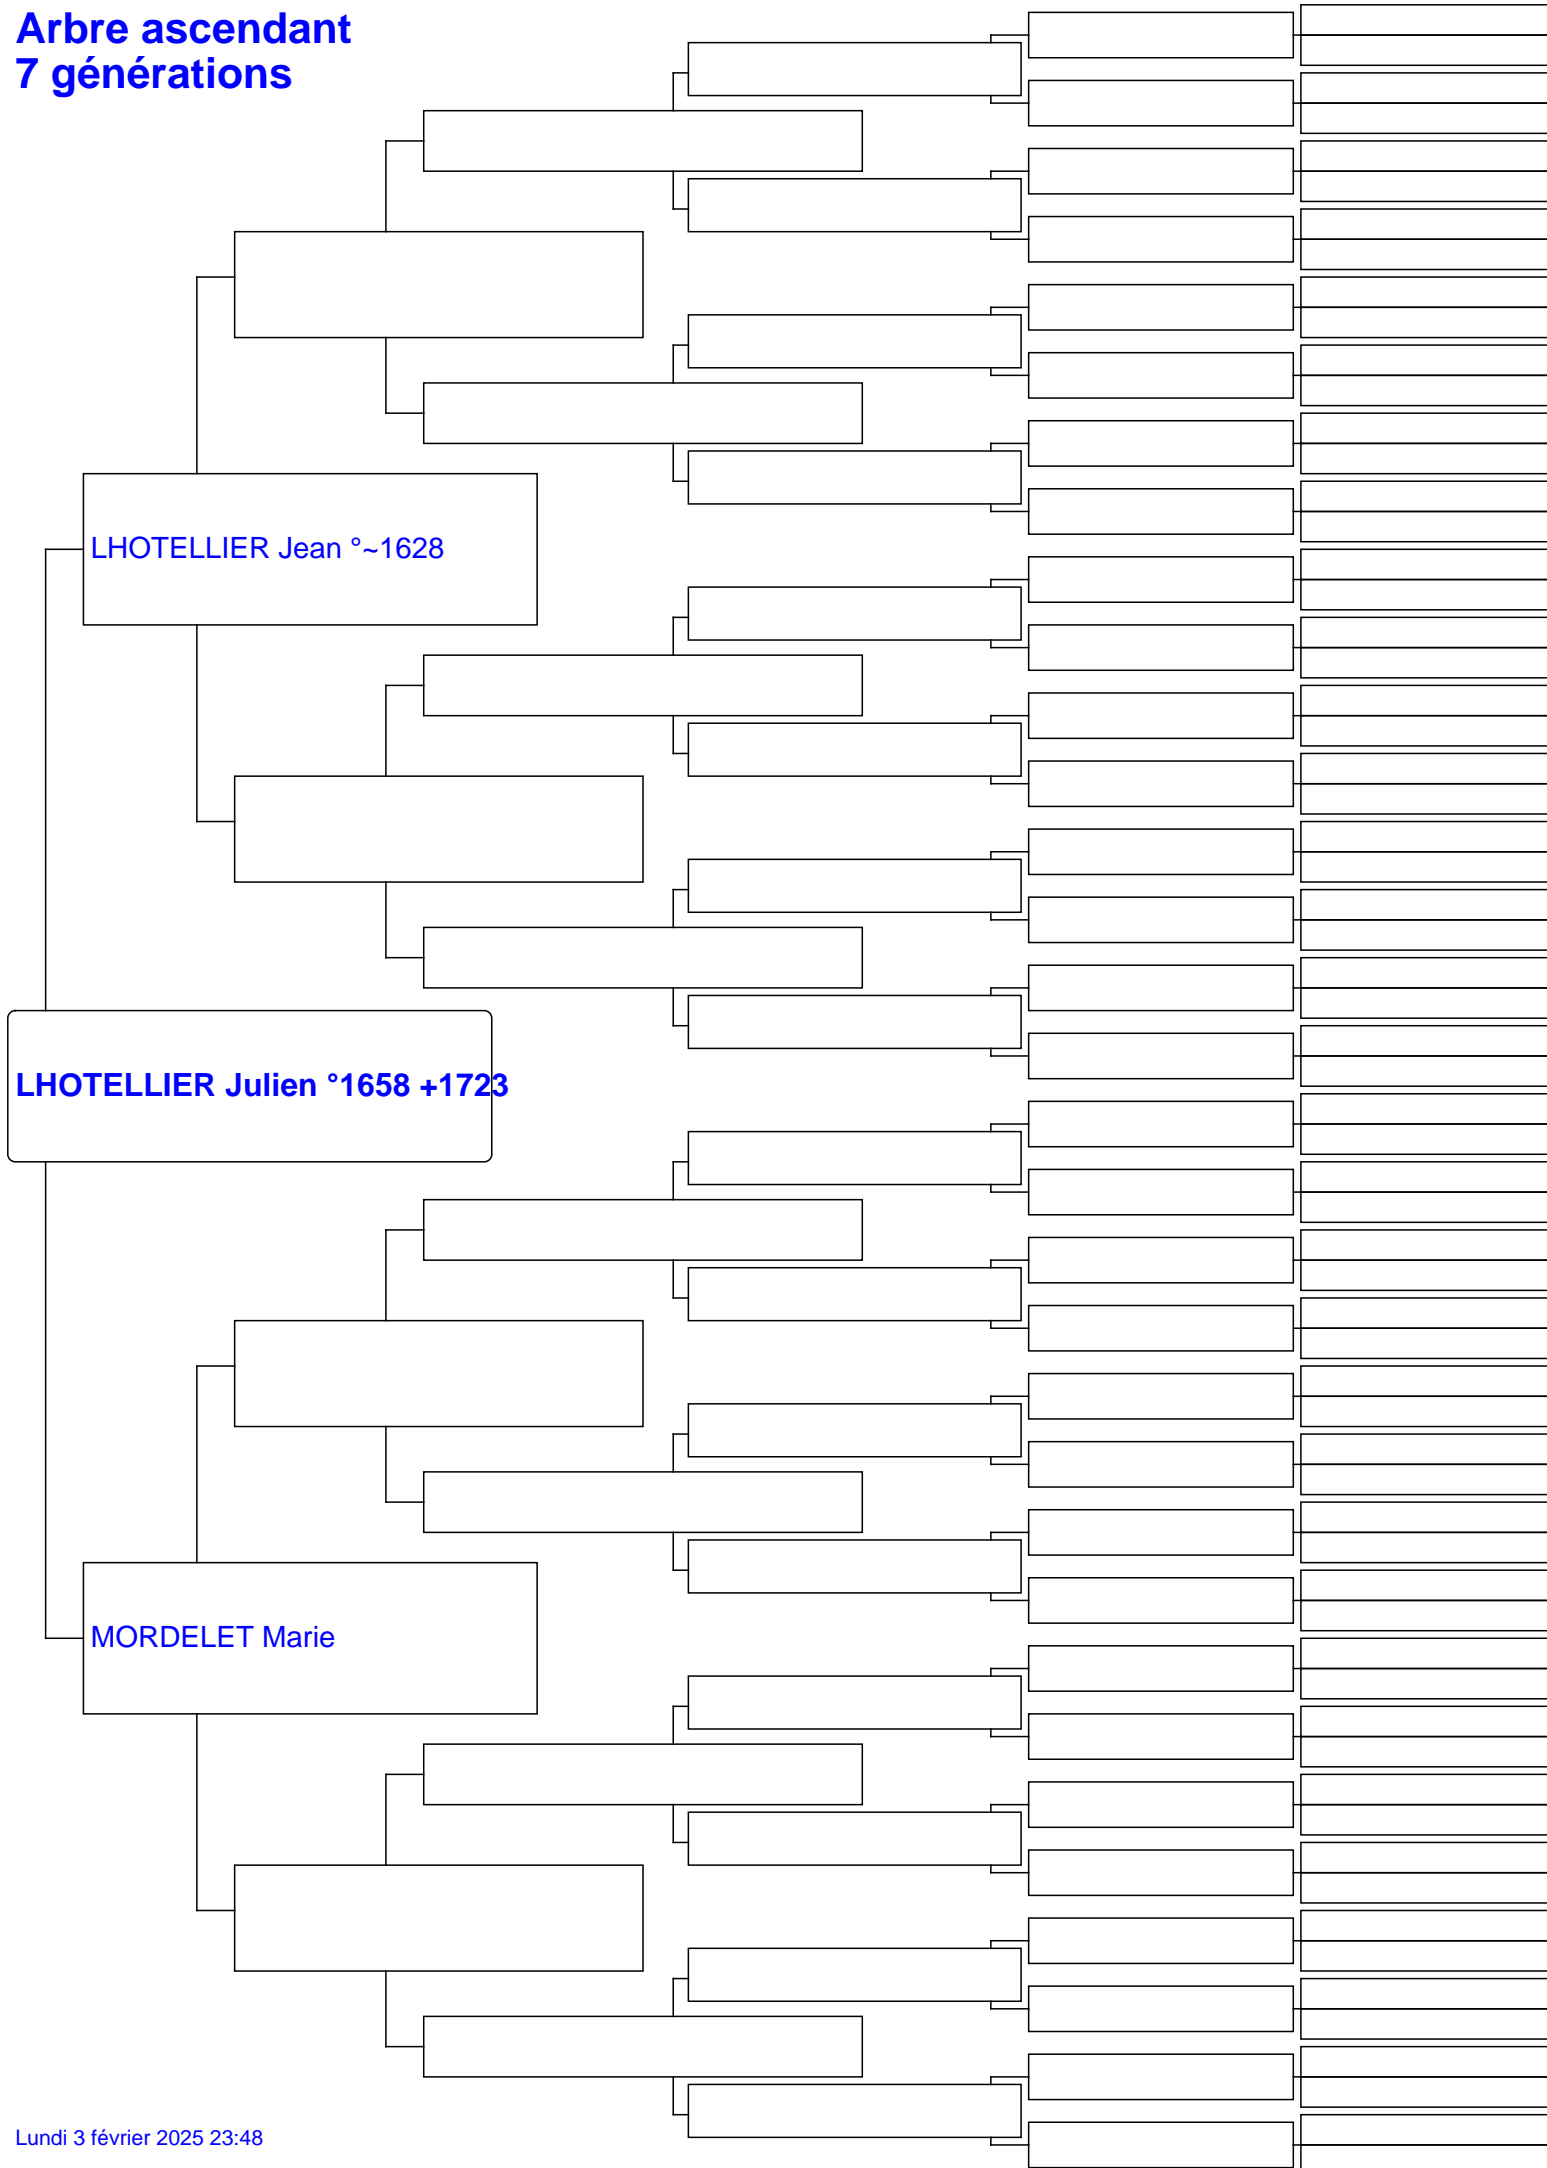 Arbre ascendant
7 générations
LHOTELLIER Jean °~1628
LHOTELLIER Julien °1658 +1723
MORDELET Marie
Lundi 3 février 2025 23:48